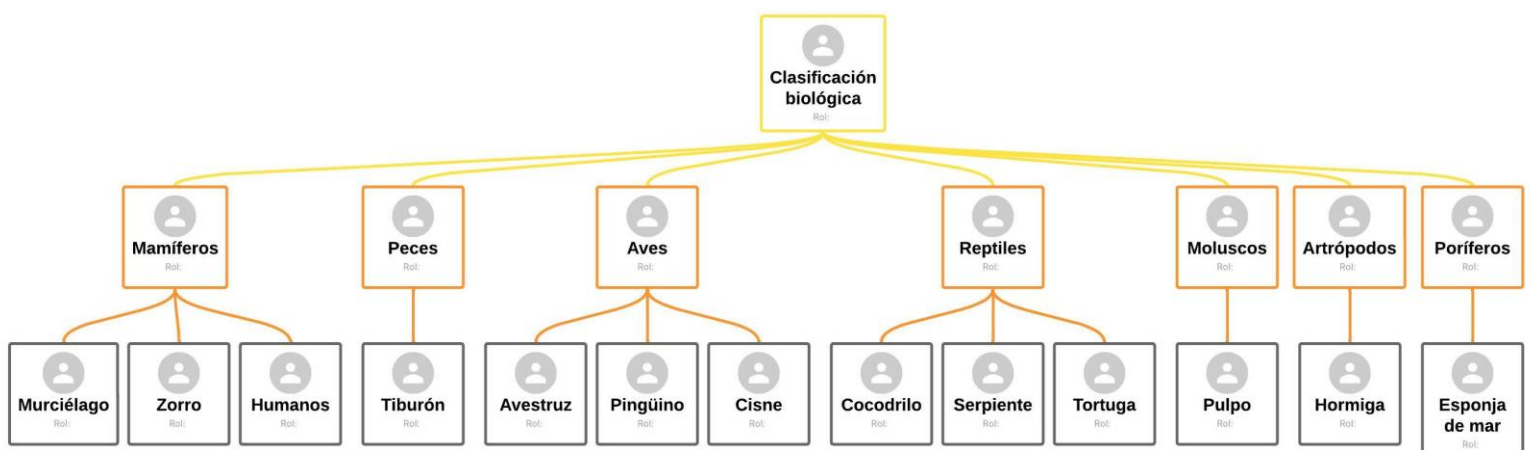 Clasificación
biológica
Rol:
Mamíferos
Rol:
Peces
Rol:
Aves
Rol:
Reptiles
Rol:
Moluscos
Rol:
Artrópodos
Rol:
Poríferos
Rol:
Murciélago
Rol:
Zorro
Rol:
Humanos
Rol:
Tiburón
Rol:
Avestruz
Rol:
Pingüino
Rol:
Cisne
Rol:
Cocodrilo
Rol:
Serpiente
Rol:
Tortuga
Rol:
Pulpo
Rol:
Hormiga
Rol:
Esponja
de mar
Rol: